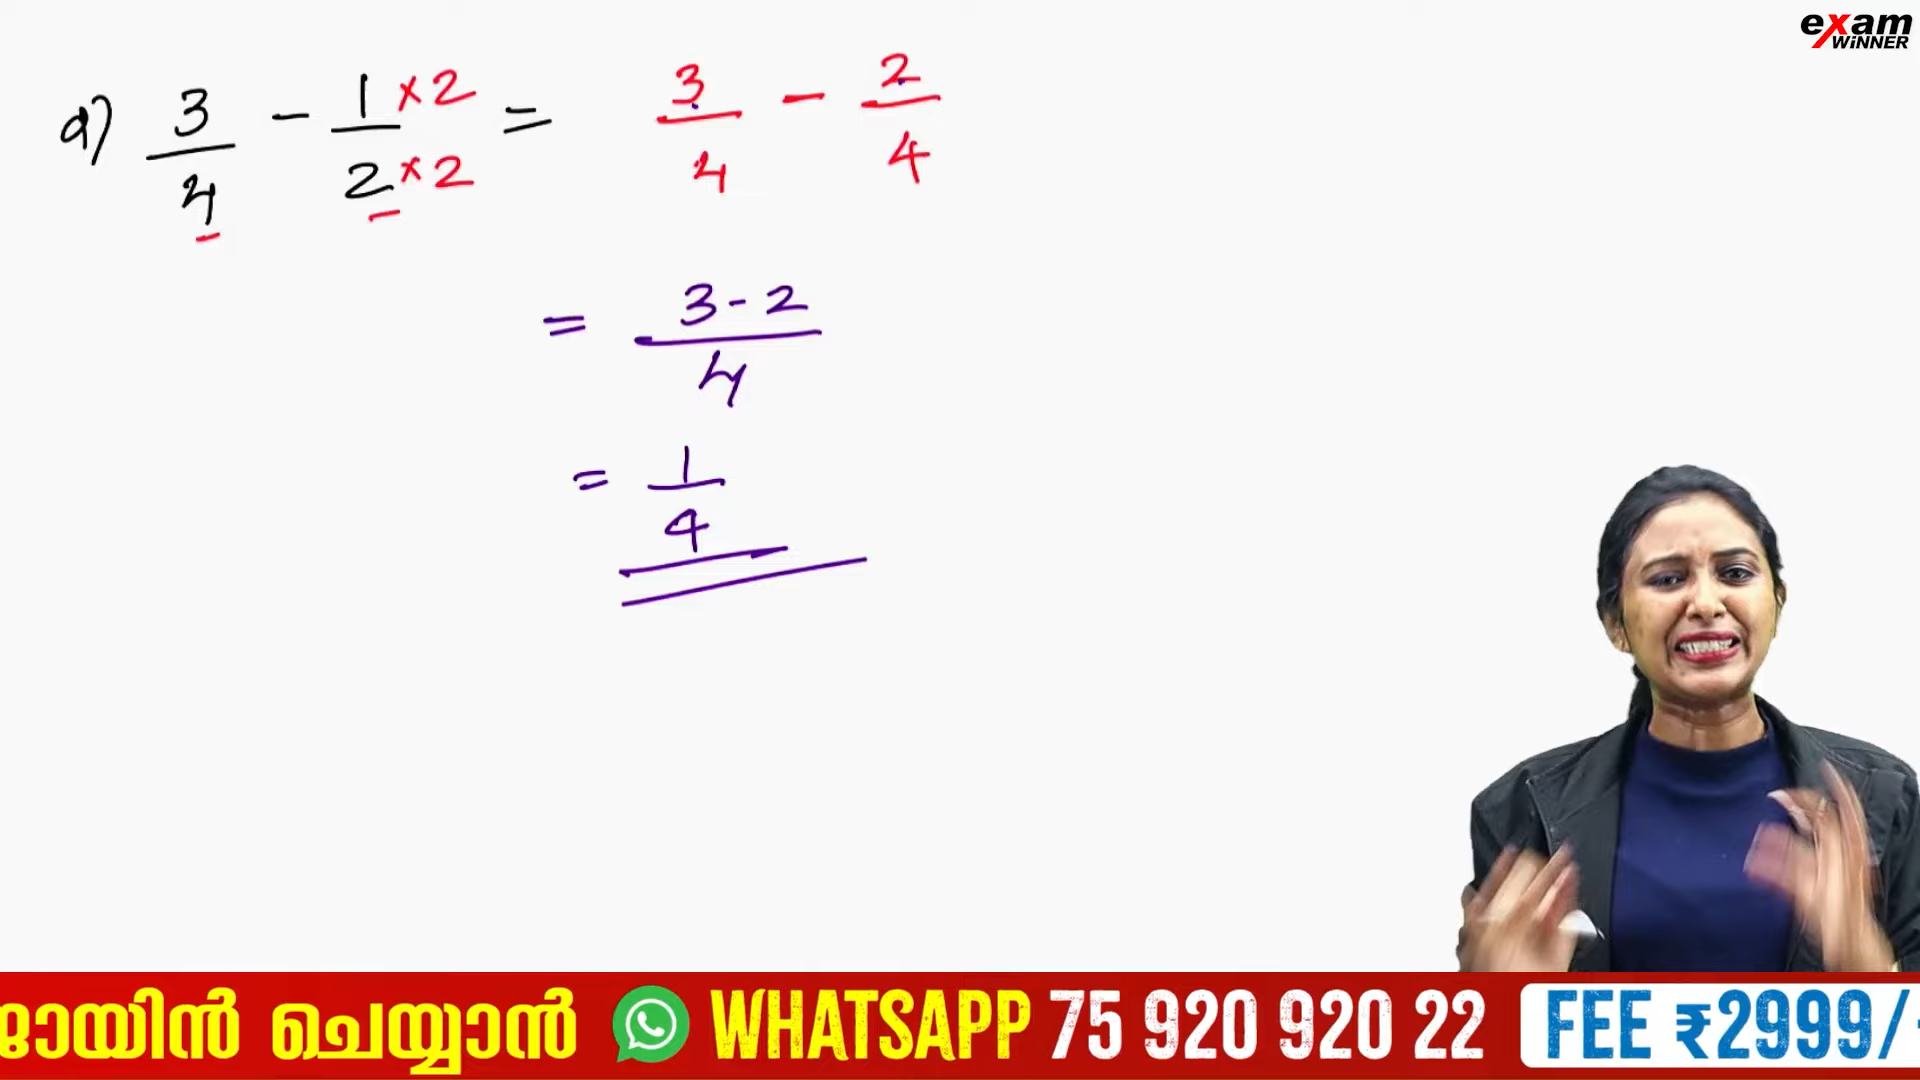 exam
WINNER
a) 3/4 - 1×2/2×2 = 3/4 - 2/4
= 3-2/4
= 1/4
ജോയിൻ ചെയ്യാൻ WHATSAPP 75 920 920 22 FEE ₹2999/-